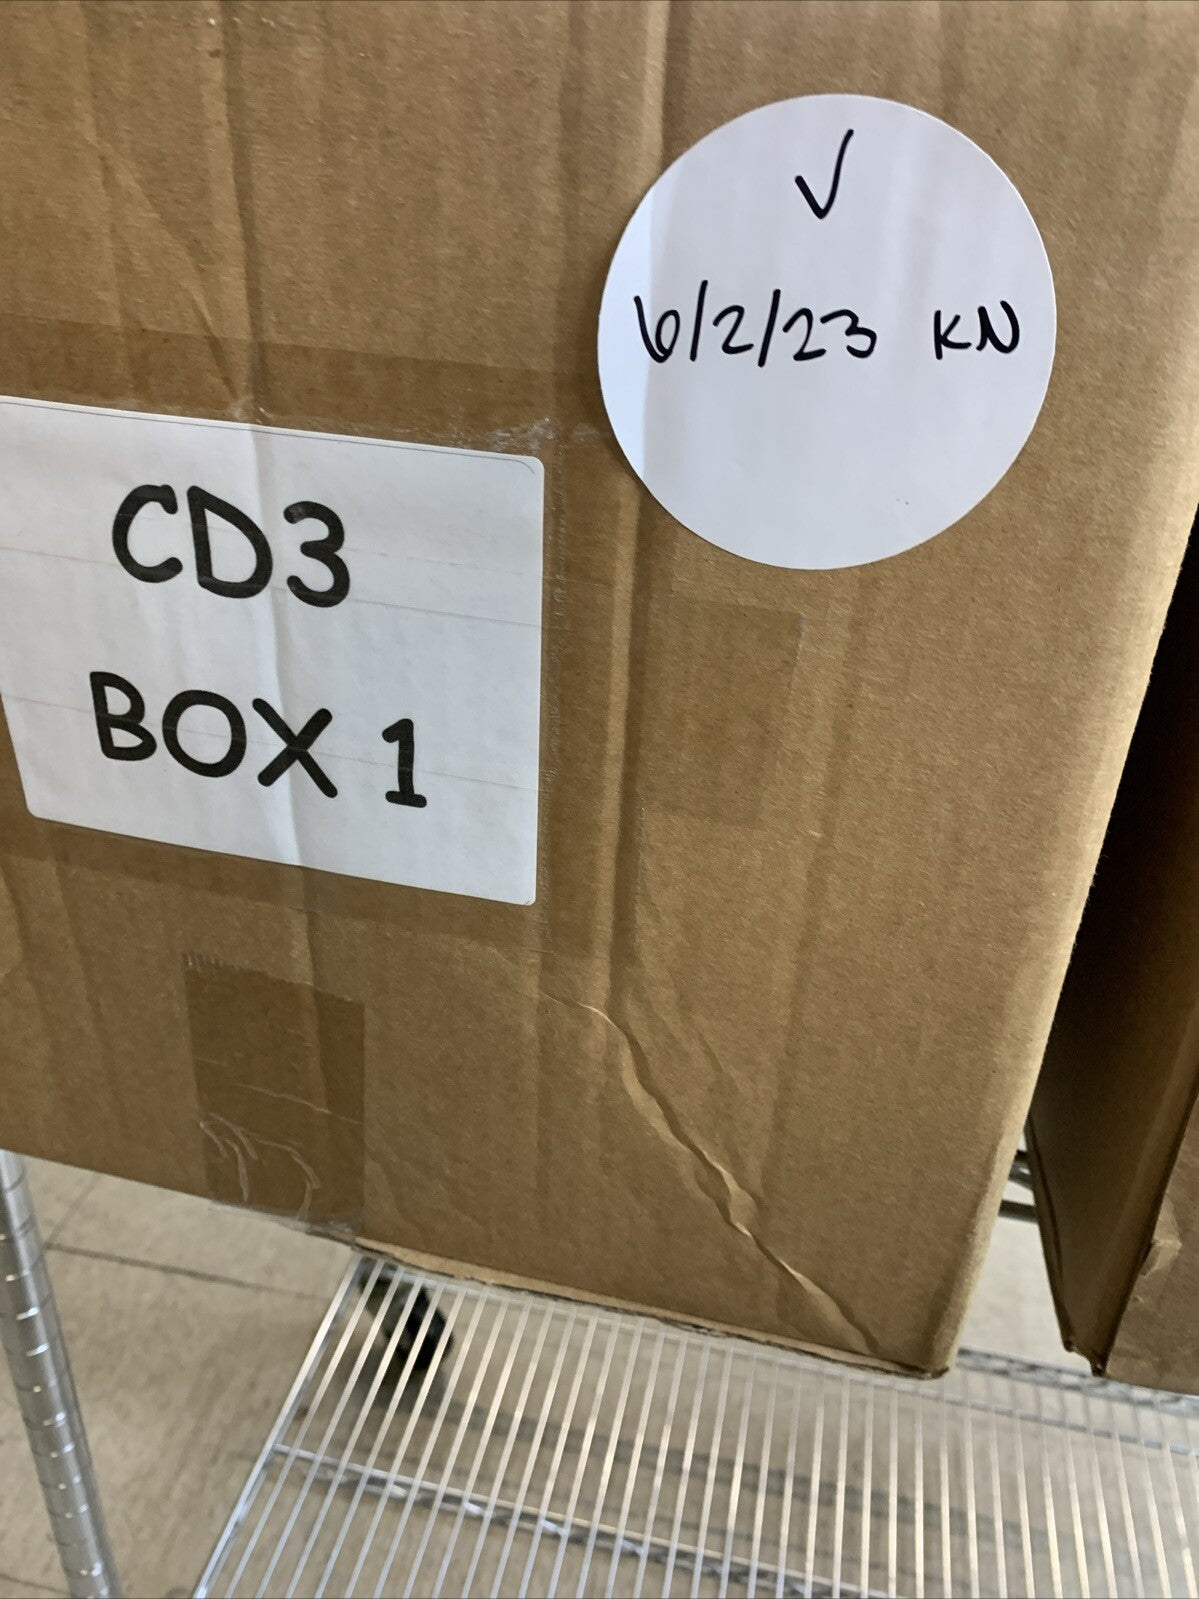 ✓
6/2/23 KN
CD3
BOX 1